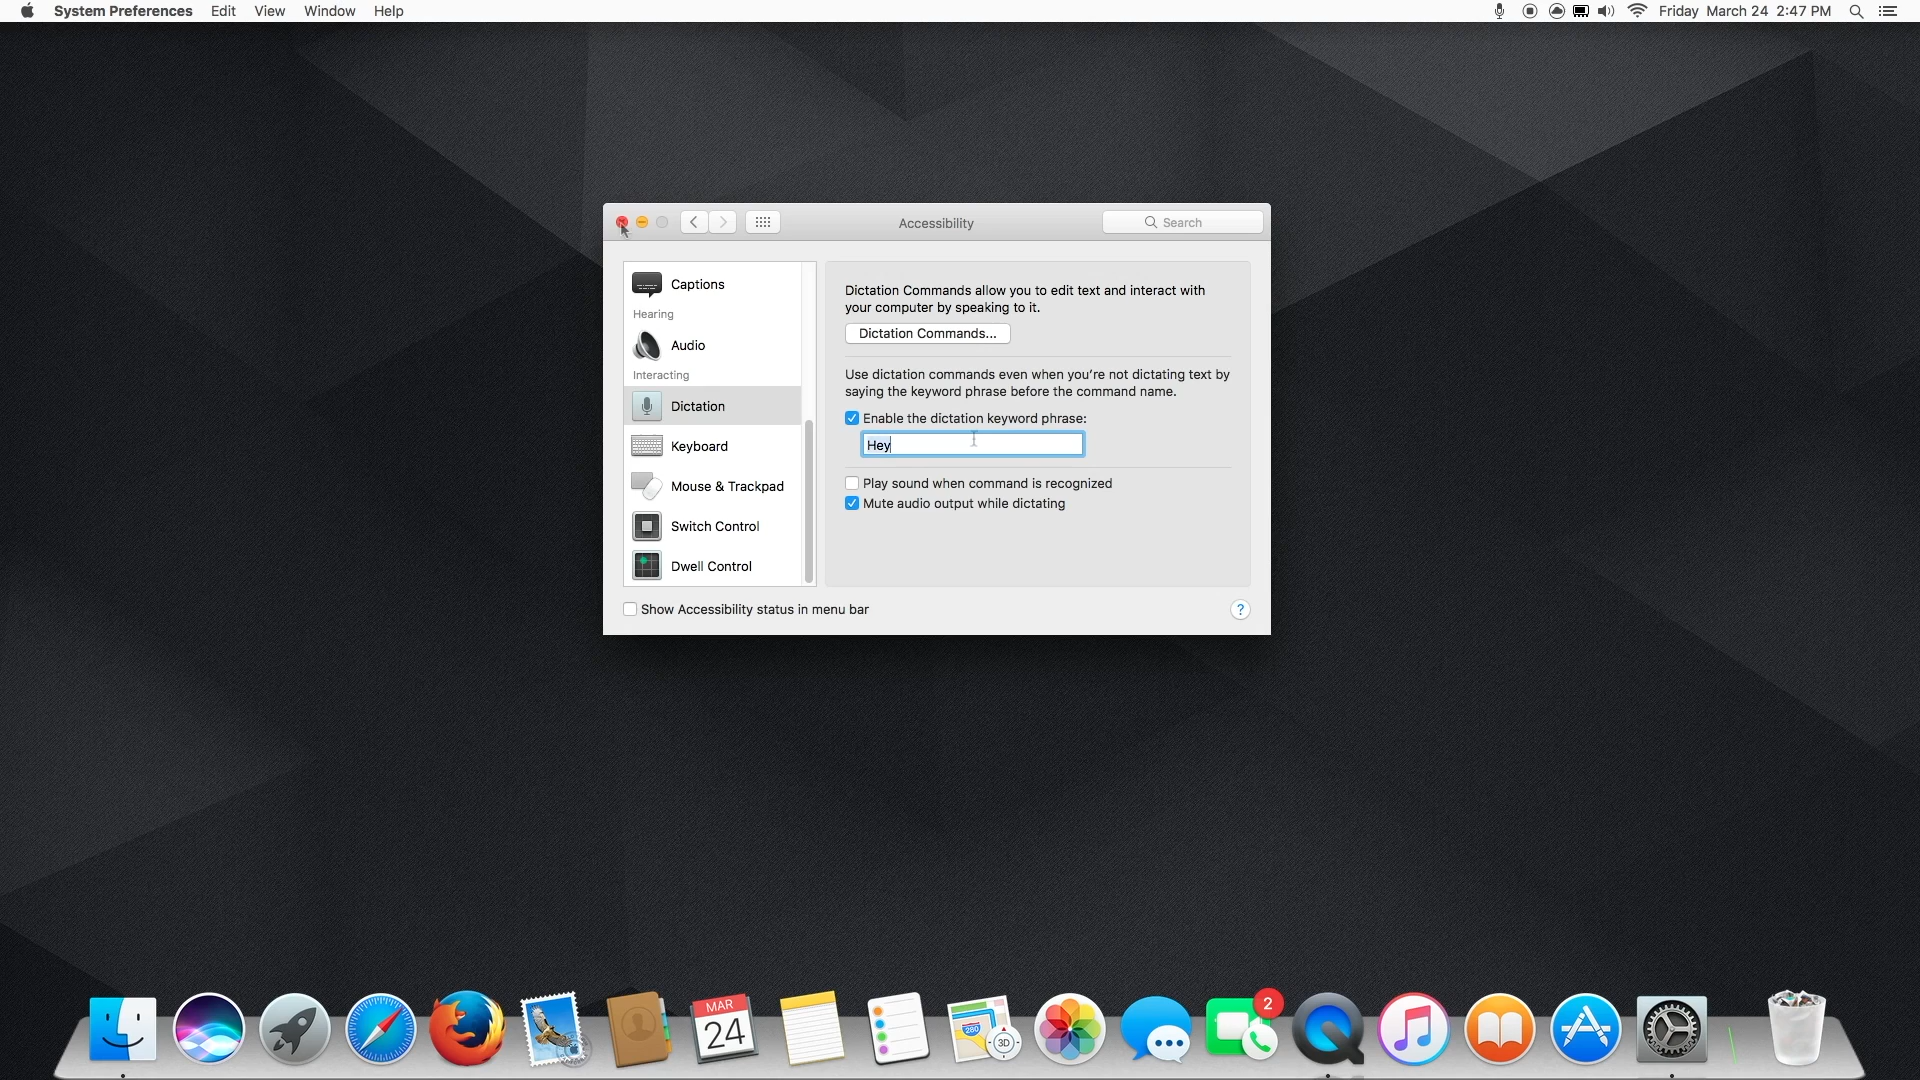 System Preferences Edit View Window Help
Friday March 24 2:47 PM
Accessibility
Search
Captions
Hearing
Audio
Interacting
Dictation
Keyboard
Mouse & Trackpad
Switch Control
Dwell Control
Dictation Commands allow you to edit text and interact with
your computer by speaking to it.
Dictation Commands...
Use dictation commands even when you're not dictating text by
saying the keyword phrase before the command name.
Enable the dictation keyword phrase:
Hey
Play sound when command is recognized
Mute audio output while dictating
Show Accessibility status in menu bar
?
MAR
24
280
3D
2